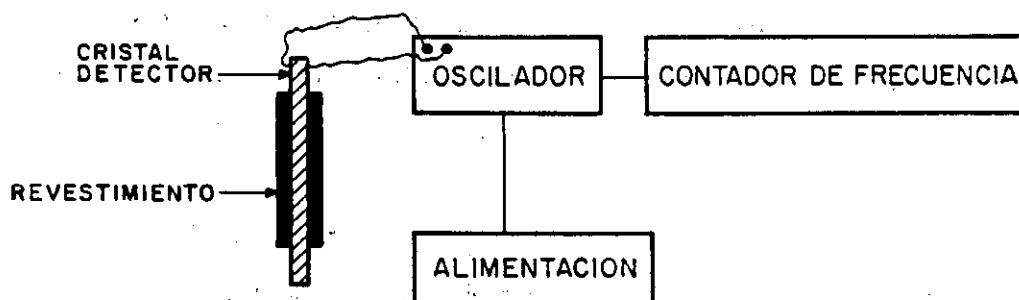 CRISTAL
DETECTOR
OSCILADOR
CONTADOR DE FRECUENCIA
REVESTIMIENTO
ALIMENTACION